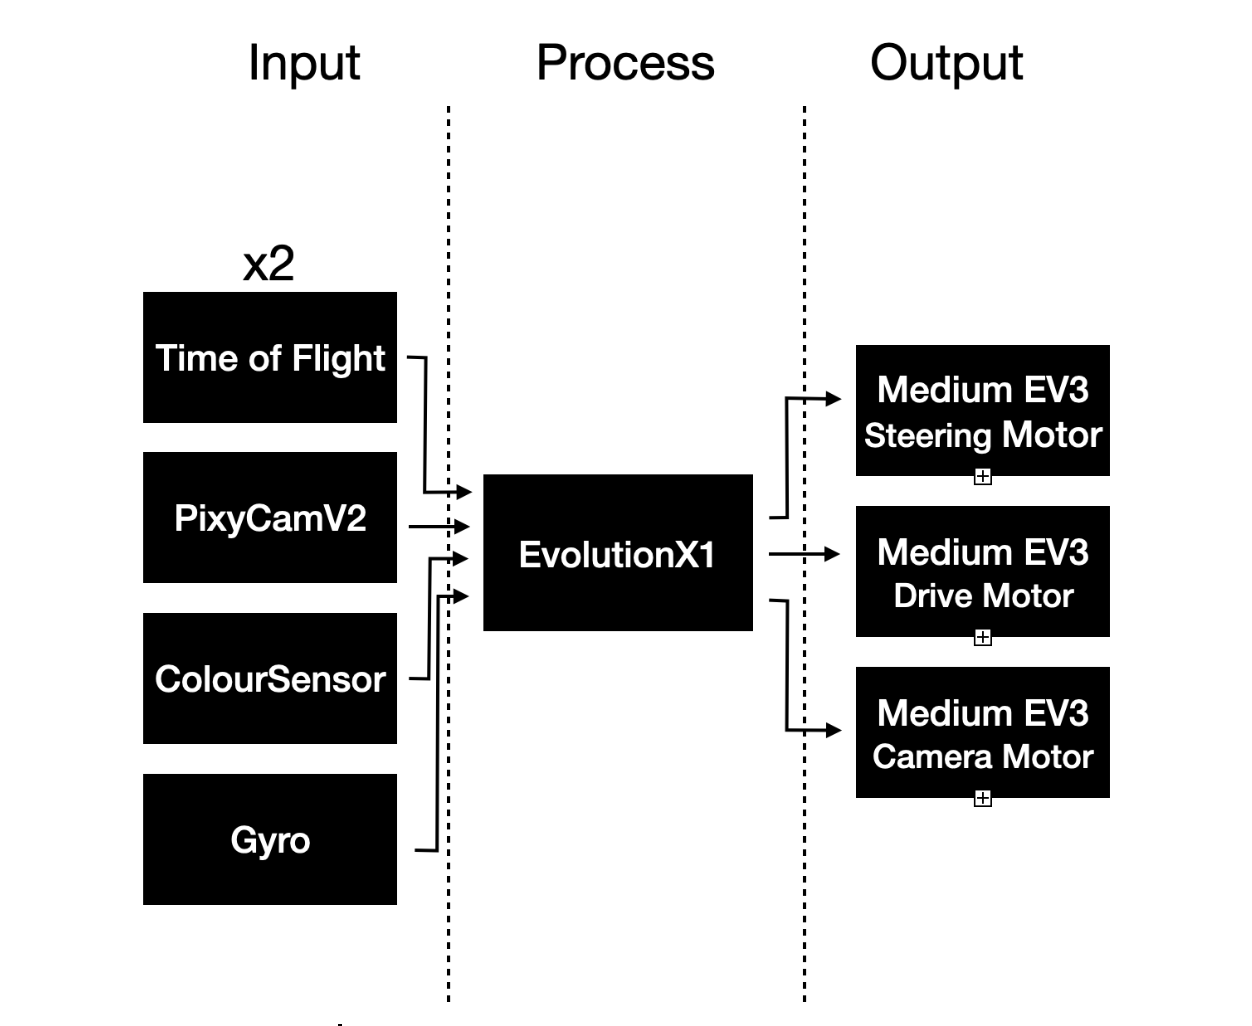 Input
Process
Output
x2
Time of Flight
PixyCamV2
ColourSensor
Gyro
EvolutionX1
Medium EV3
Steering Motor
Medium EV3
Drive Motor
Medium EV3
Camera Motor